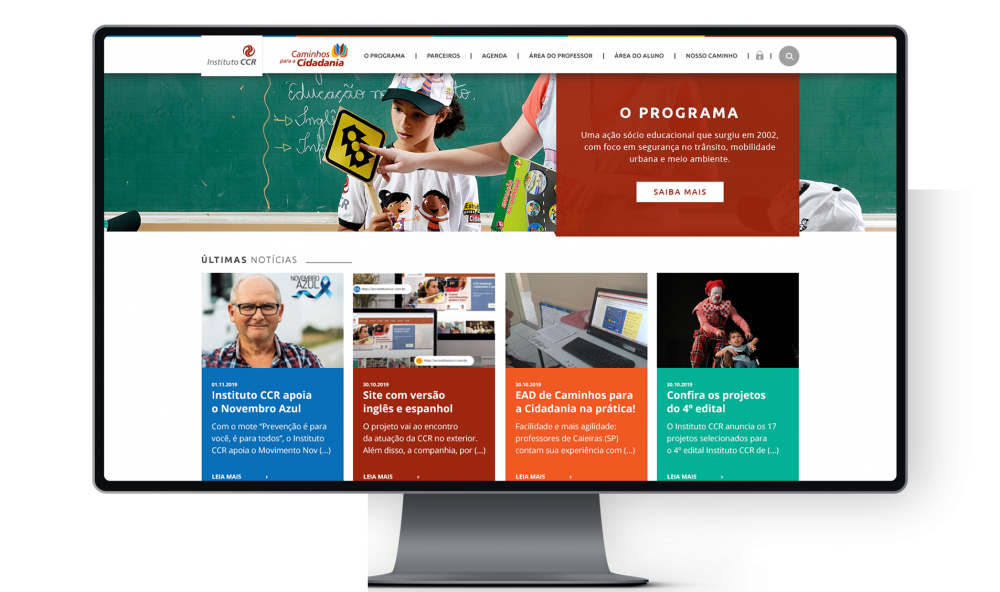 Instituto CCR
Caminhos
para a Cidadania
O PROGRAMA | PARCEIROS | AGENDA | ÁREA DO PROFESSOR | ÁREA DO ALUNO | NOSSO CAMINHO
Educação no
Inglê
Inf
O PROGRAMA
Uma ação sócio educacional que surgiu em 2002,
com foco em segurança no trânsito, mobilidade
urbana e meio ambiente.
SAIBA MAIS
CCR
ÚLTIMAS NOTÍCIAS
NOVEMBRO
AZUL
01.11.2019
Instituto CCR apoia
o Novembro Azul
Com o mote “Prevenção é para
você, é para todos”, o Instituto
CCR apoia o Movimento Nov (...)
LEIA MAIS ›
30.10.2019
Site com versão
inglês e espanhol
O projeto vai ao encontro
da atuação da CCR no exterior.
Além disso, a companhia, por (...)
LEIA MAIS ›
30.10.2019
EAD de Caminhos para
a Cidadania na prática!
Facilidade e mais agilidade:
professores de Caieiras (SP)
contam sua experiência com (...)
LEIA MAIS ›
30.10.2019
Confira os projetos
do 4º edital
O Instituto CCR anuncia os 17
projetos selecionados para
o 4º edital Instituto CCR de (...)
LEIA MAIS ›